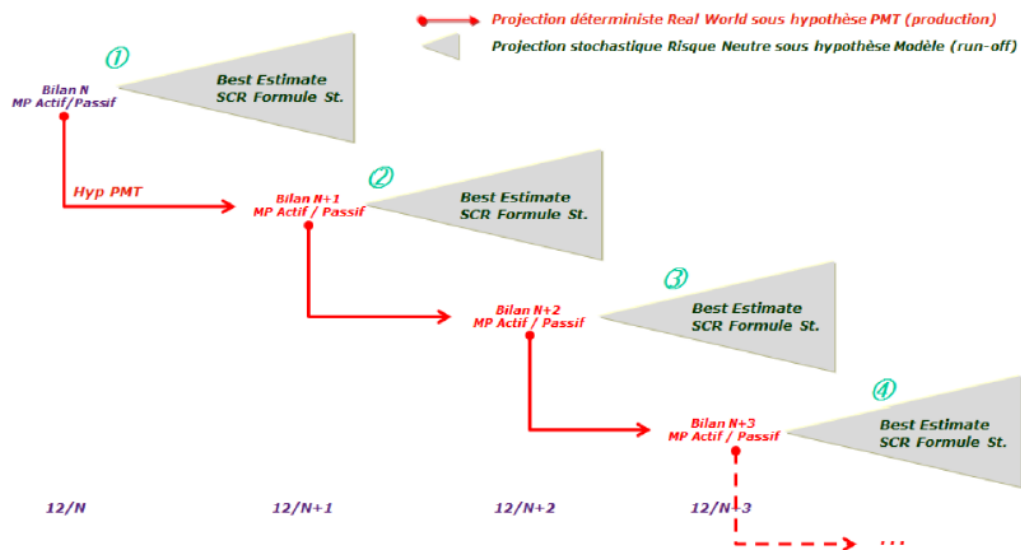 Projection déterministe Real World sous hypothèse PMT (production)
Projection stochastique Risque Neutre sous hypothèse Modèle (run-off)
①
Best Estimate
SCR Formule St.
Bilan N
MP Actif/Passif
Hyp PMT
②
Best Estimate
SCR Formule St.
Bilan N+1
MP Actif / Passif
③
Best Estimate
SCR Formule St.
Bilan N+2
MP Actif / Passif
④
Best Estimate
SCR Formule St.
Bilan N+3
MP Actif / Passif
12/N
12/N+1
12/N+2
12/N+3
...